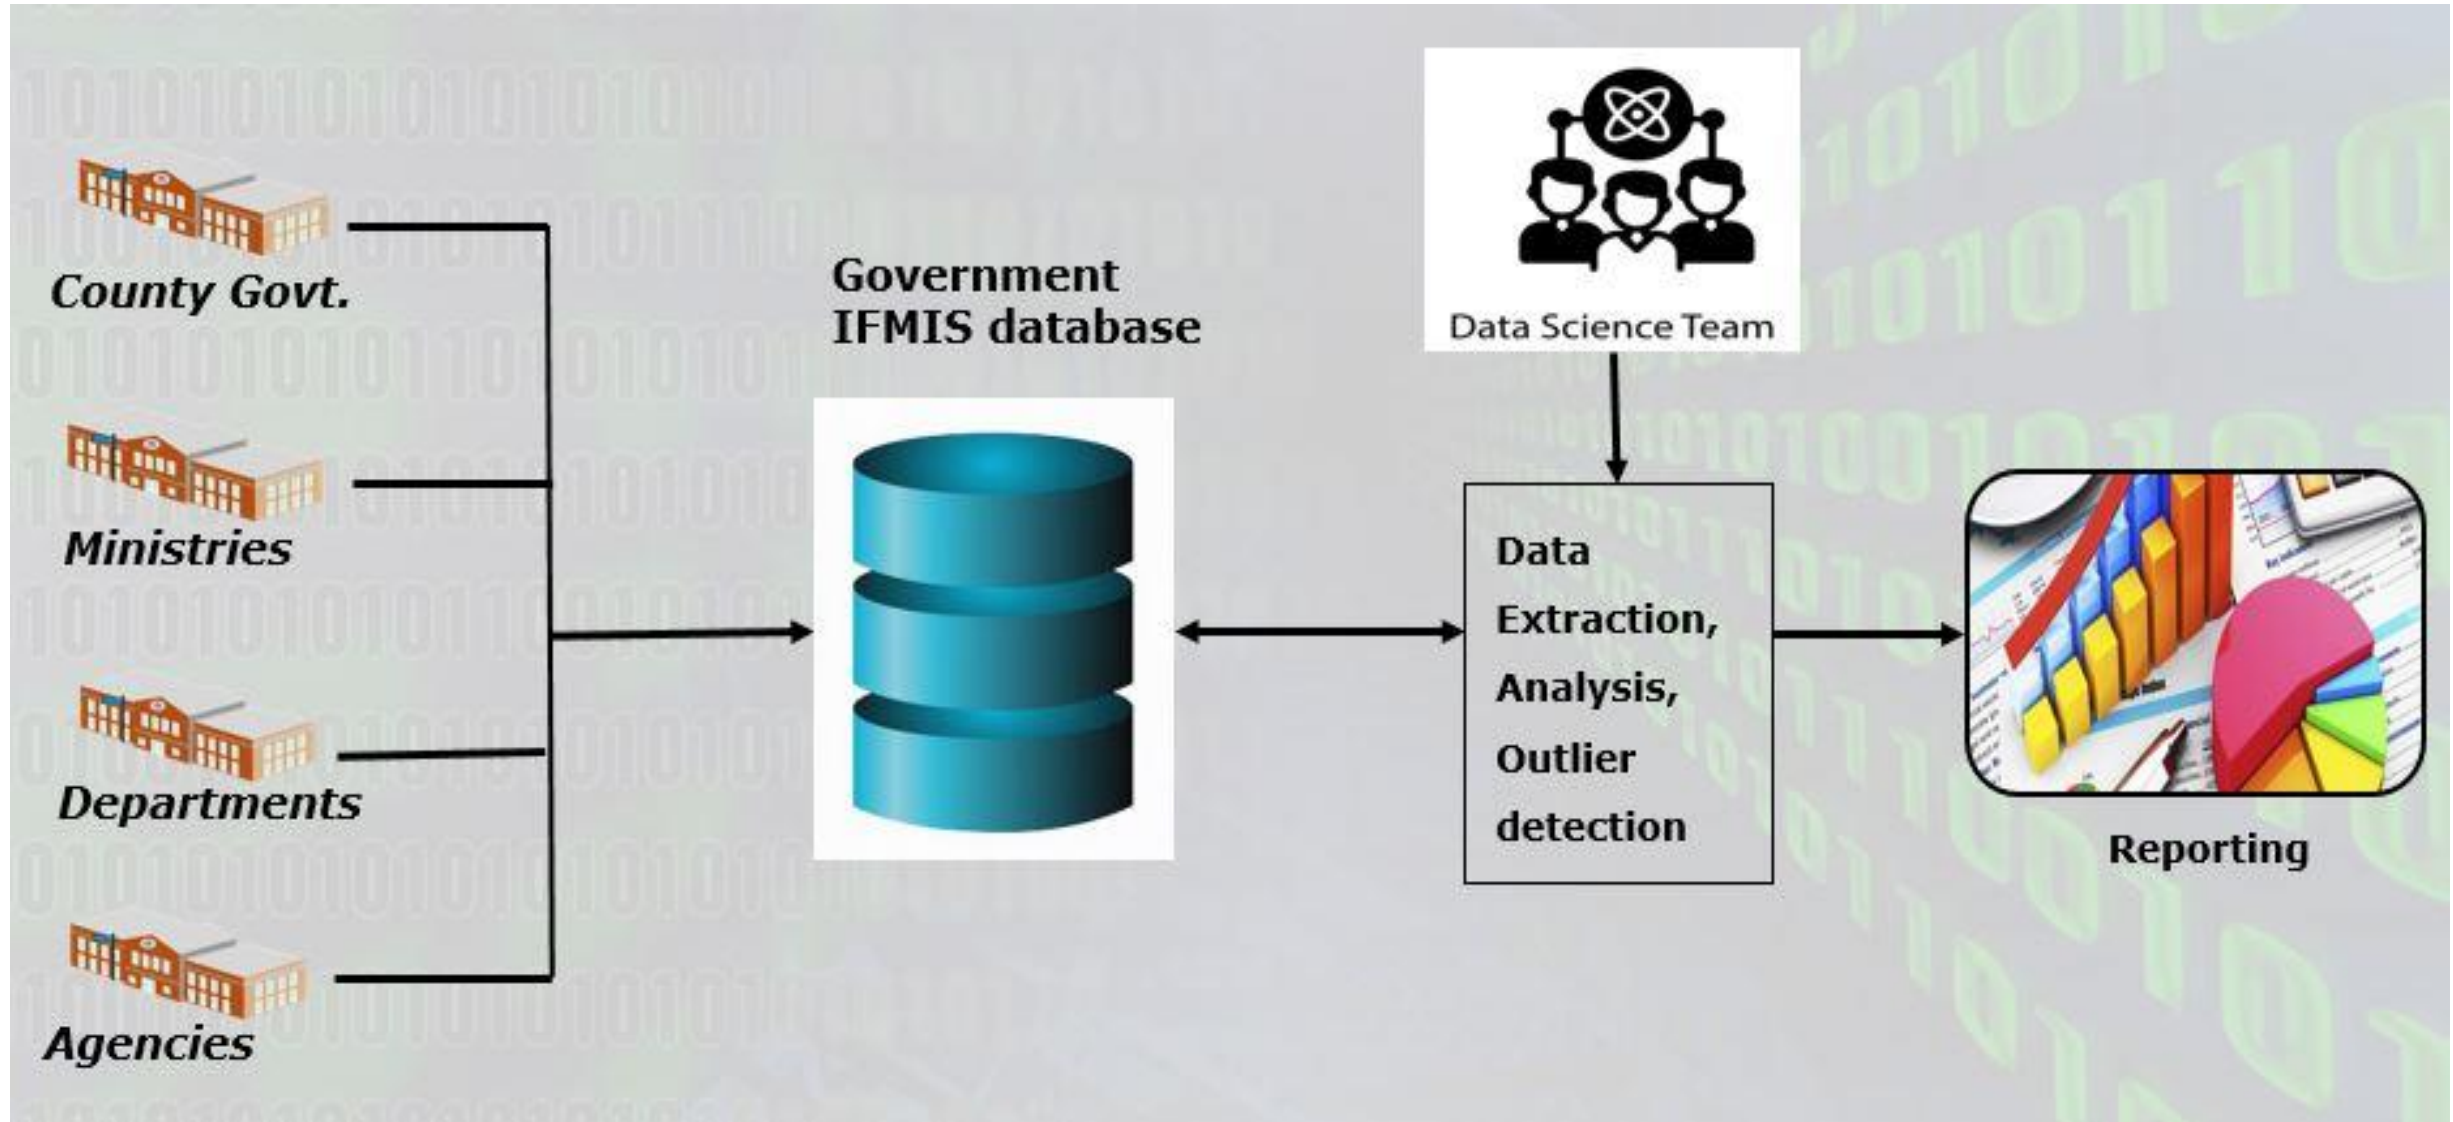 County Govt.
Ministries
Departments
Agencies
Government
IFMIS database
Data Science Team
Data
Extraction,
Analysis,
Outlier
detection
Reporting